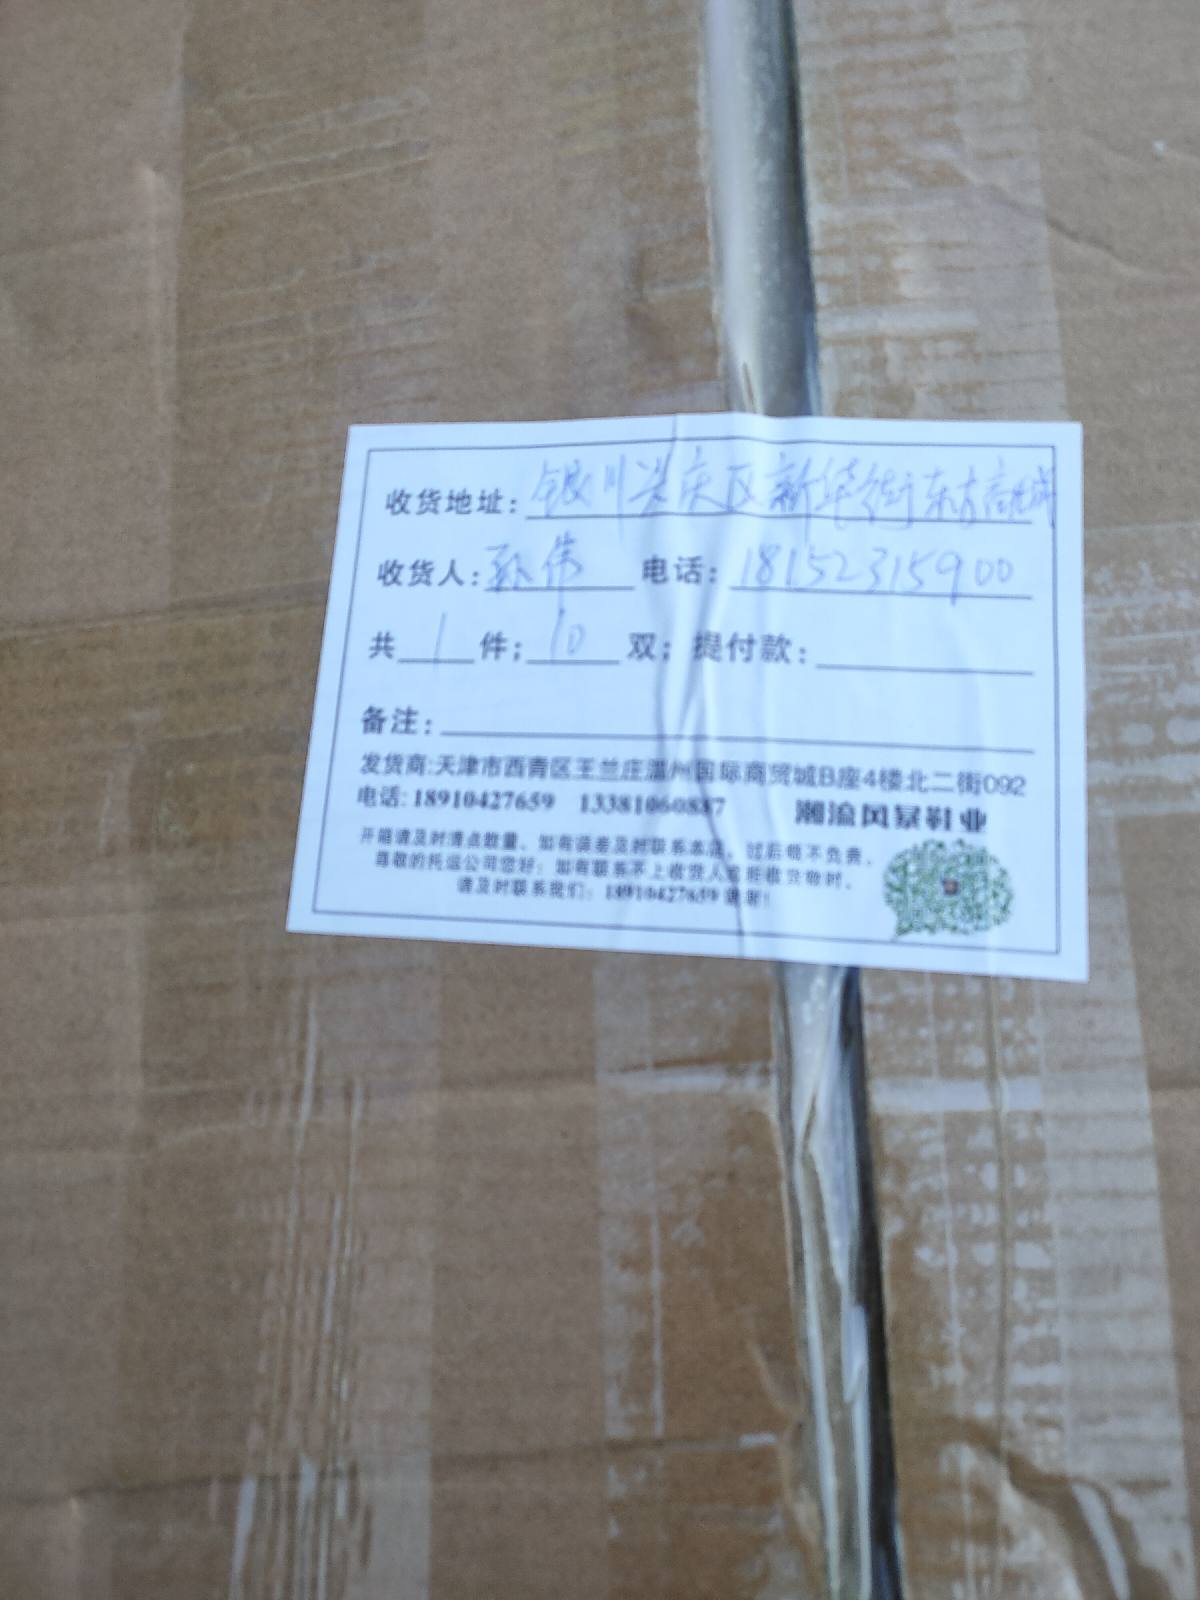 收货地址：银川兴庆区新华街东方商城
收货人：孙伟 电话：18152315900
共1件；10双；提付款：
备注：
发货商:天津市西青区王兰庄温州国际商贸城B座4楼北二街092
电话: 18910427659 13381060887 潮流风暴鞋业
开箱请及时清点数量、如有误差及时联系本店，过后概不负责，
尊敬的托运公司您好：如有联系不上收货人或拒收货物时，
请及时联系我们：18910427659 谢谢！